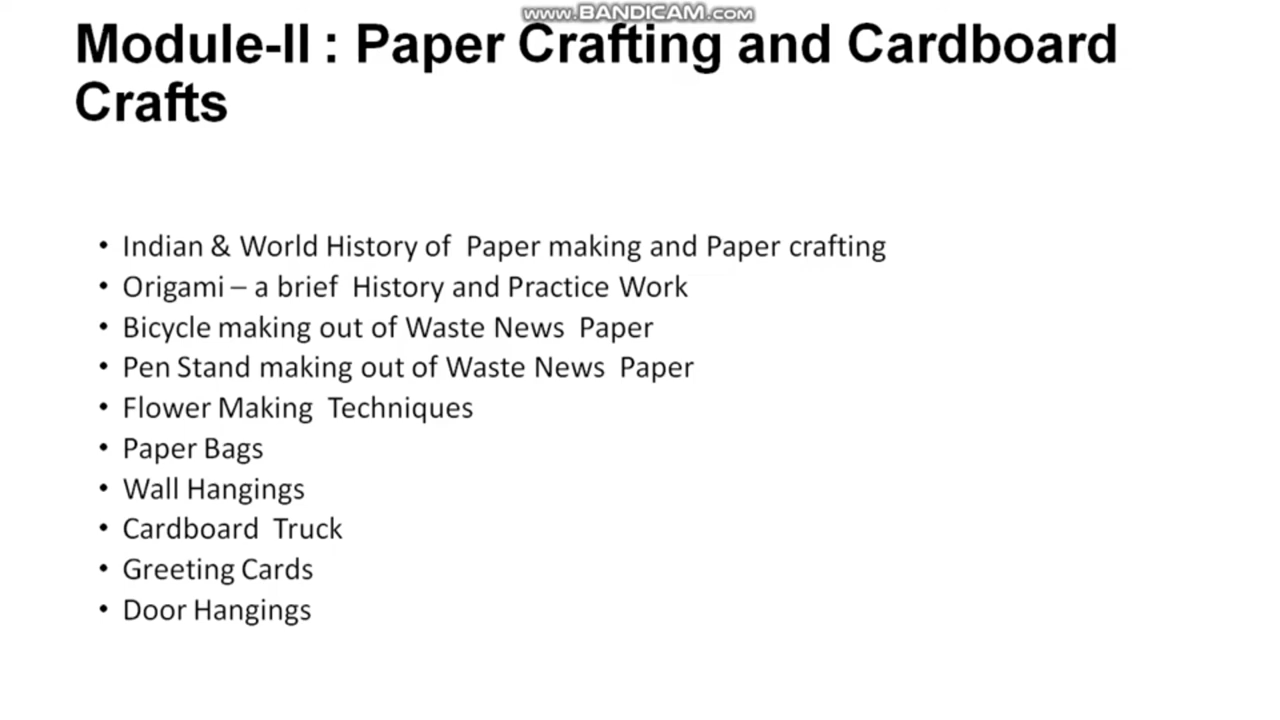 www.BANDICAM.com
Module-II : Paper Crafting and Cardboard
Crafts
• Indian & World History of  Paper making and Paper crafting
• Origami – a brief  History and Practice Work
• Bicycle making out of Waste News  Paper
• Pen Stand making out of Waste News  Paper
• Flower Making  Techniques
• Paper Bags
• Wall Hangings
• Cardboard  Truck
• Greeting Cards
• Door Hangings